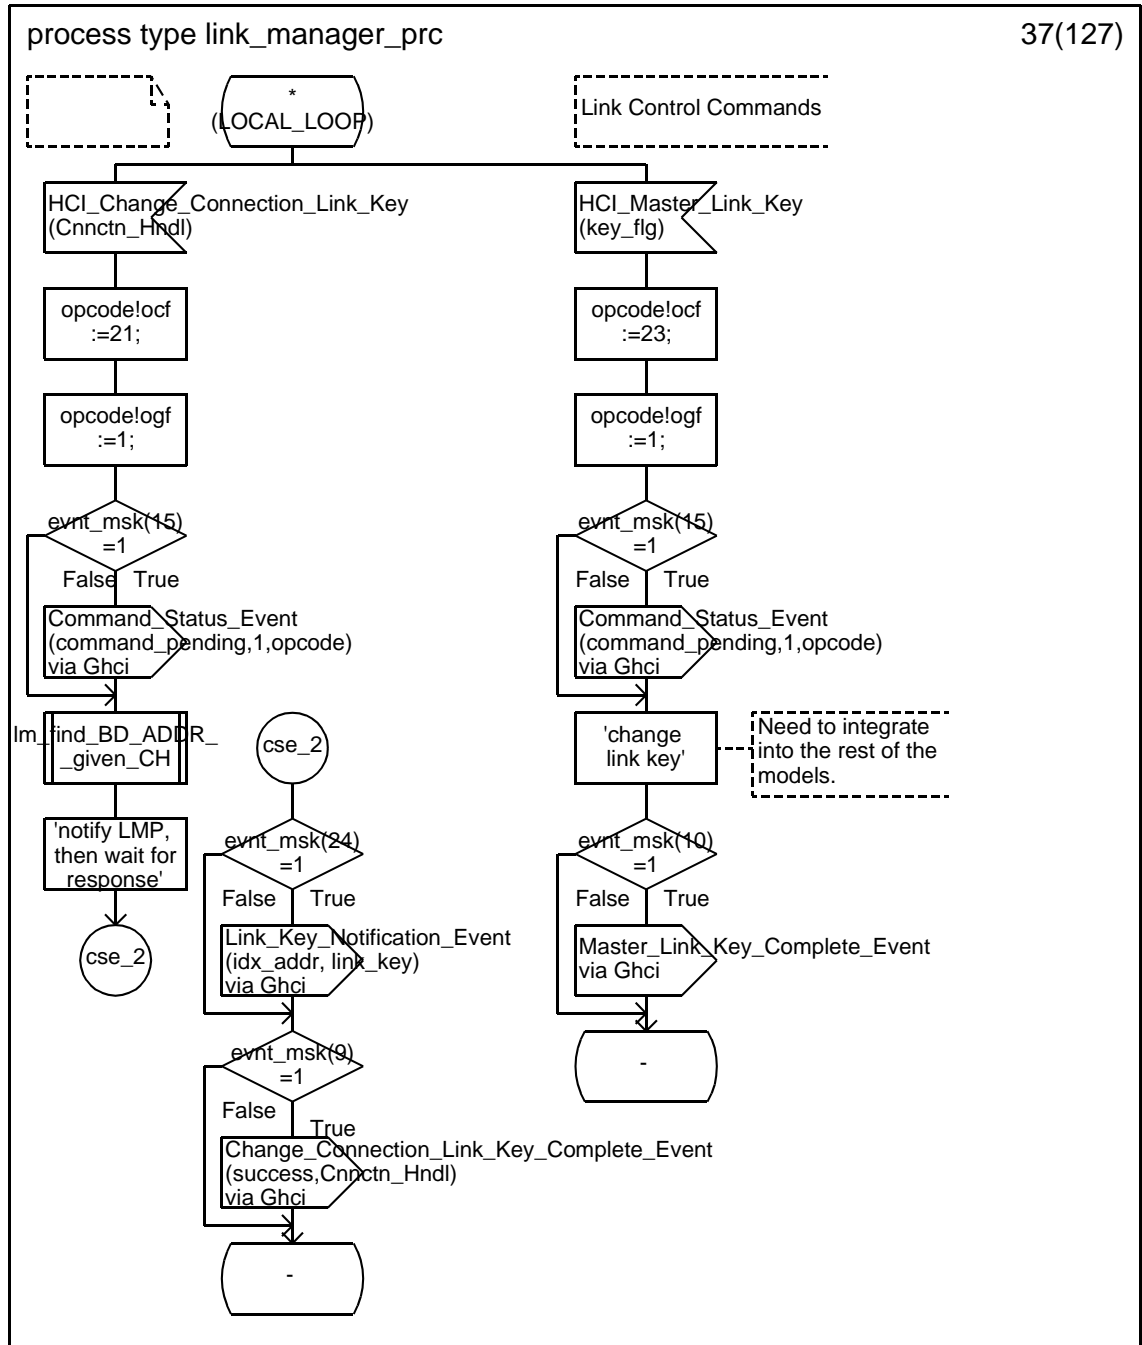 process type link_manager_prc
37(127)
*
(LOCAL_LOOP)
Link Control Commands
HCI_Change_Connection_Link_Key
(Cnnctn_Hndl)
opcode!ocf
:=21;
opcode!ogf
:=1;
evnt_msk(15)
=1
False
True
Command_Status_Event
(command_pending,1,opcode)
via Ghci
lm_find_BD_ADDR_
_given_CH
'notify LMP,
then wait for
response'
cse_2
cse_2
evnt_msk(24)
=1
False
True
Link_Key_Notification_Event
(idx_addr, link_key)
via Ghci
evnt_msk(9)
=1
False
True
Change_Connection_Link_Key_Complete_Event
(success,Cnnctn_Hndl)
via Ghci
-
HCI_Master_Link_Key
(key_flg)
opcode!ocf
:=23;
opcode!ogf
:=1;
evnt_msk(15)
=1
False
True
Command_Status_Event
(command_pending,1,opcode)
via Ghci
'change
link key'
Need to integrate
into the rest of the
models.
evnt_msk(10)
=1
False
True
Master_Link_Key_Complete_Event
via Ghci
-